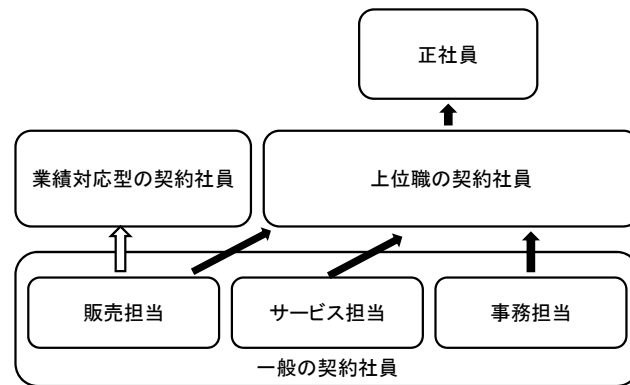 正社員
業績対応型の契約社員
上位職の契約社員
販売担当
サービス担当
事務担当
一般の契約社員